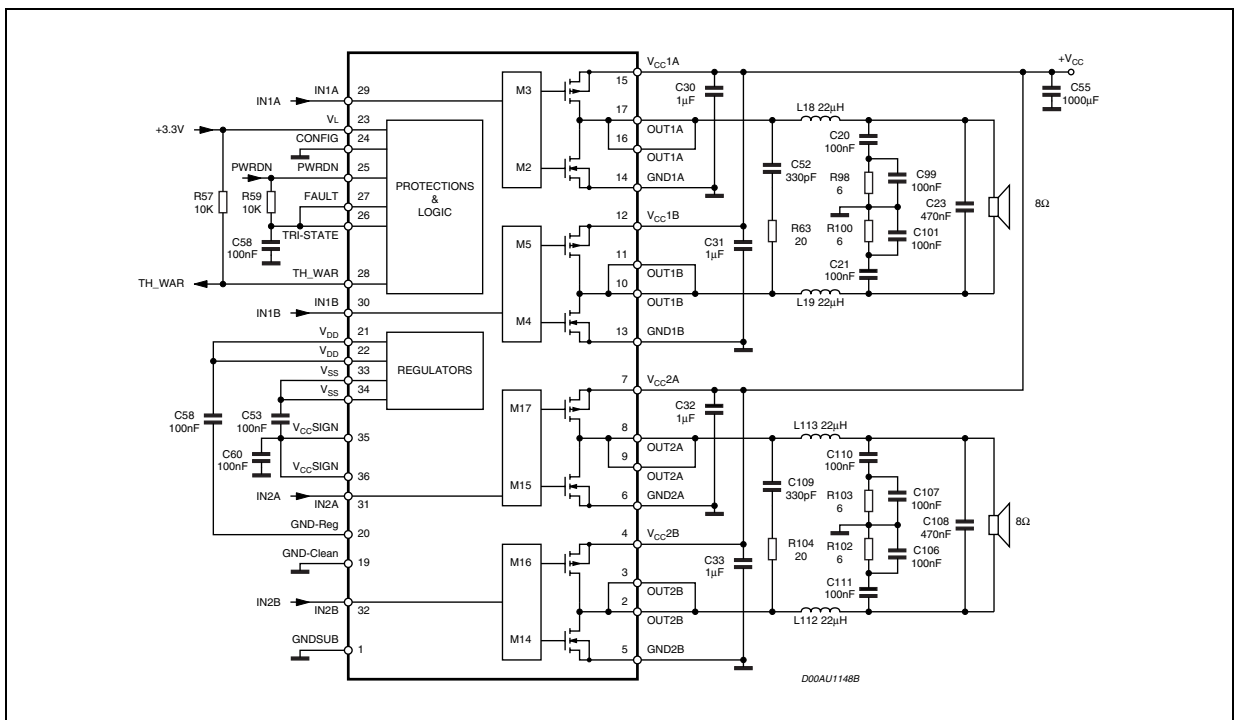 VCC1A
+VCC
15
C30
1µF
C55
1000µF
M3
IN1A
29
17
L18 22µH
VL
23
+3.3V
OUT1A
C20
100nF
CONFIG
24
16
OUT1A
C52
330pF
C99
100nF
PWRDN
PWRDN
25
M2
R98
6
14
GND1A
R57
10K
R59
10K
FAULT
27
PROTECTIONS
&
LOGIC
C23
470nF
8Ω
26
12
VCC1B
TRI-STATE
C58
100nF
M5
C31
1µF
R63
20
R100
6
C101
100nF
11
OUT1B
C21
100nF
TH_WAR
TH_WAR
28
10
OUT1B
L19 22µH
IN1B
30
M4
13
GND1B
VDD
21
VDD
22
VSS
33
REGULATORS
VSS
34
7
VCC2A
C58
100nF
C53
100nF
M17
C32
1µF
L113 22µH
VCCSIGN
35
8
OUT2A
C60
100nF
C110
100nF
9
VCCSIGN
36
OUT2A
C109
330pF
R103
6
C107
100nF
IN2A
IN2A
31
M15
6
GND2A
C108
470nF
8Ω
GND-Reg
20
4
VCC2B
R104
20
R102
6
C106
100nF
GND-Clean
19
M16
C33
1µF
3
OUT2B
C111
100nF
IN2B
IN2B
32
2
OUT2B
L112 22µH
GNDSUB
1
M14
5
GND2B
D00AU1148B